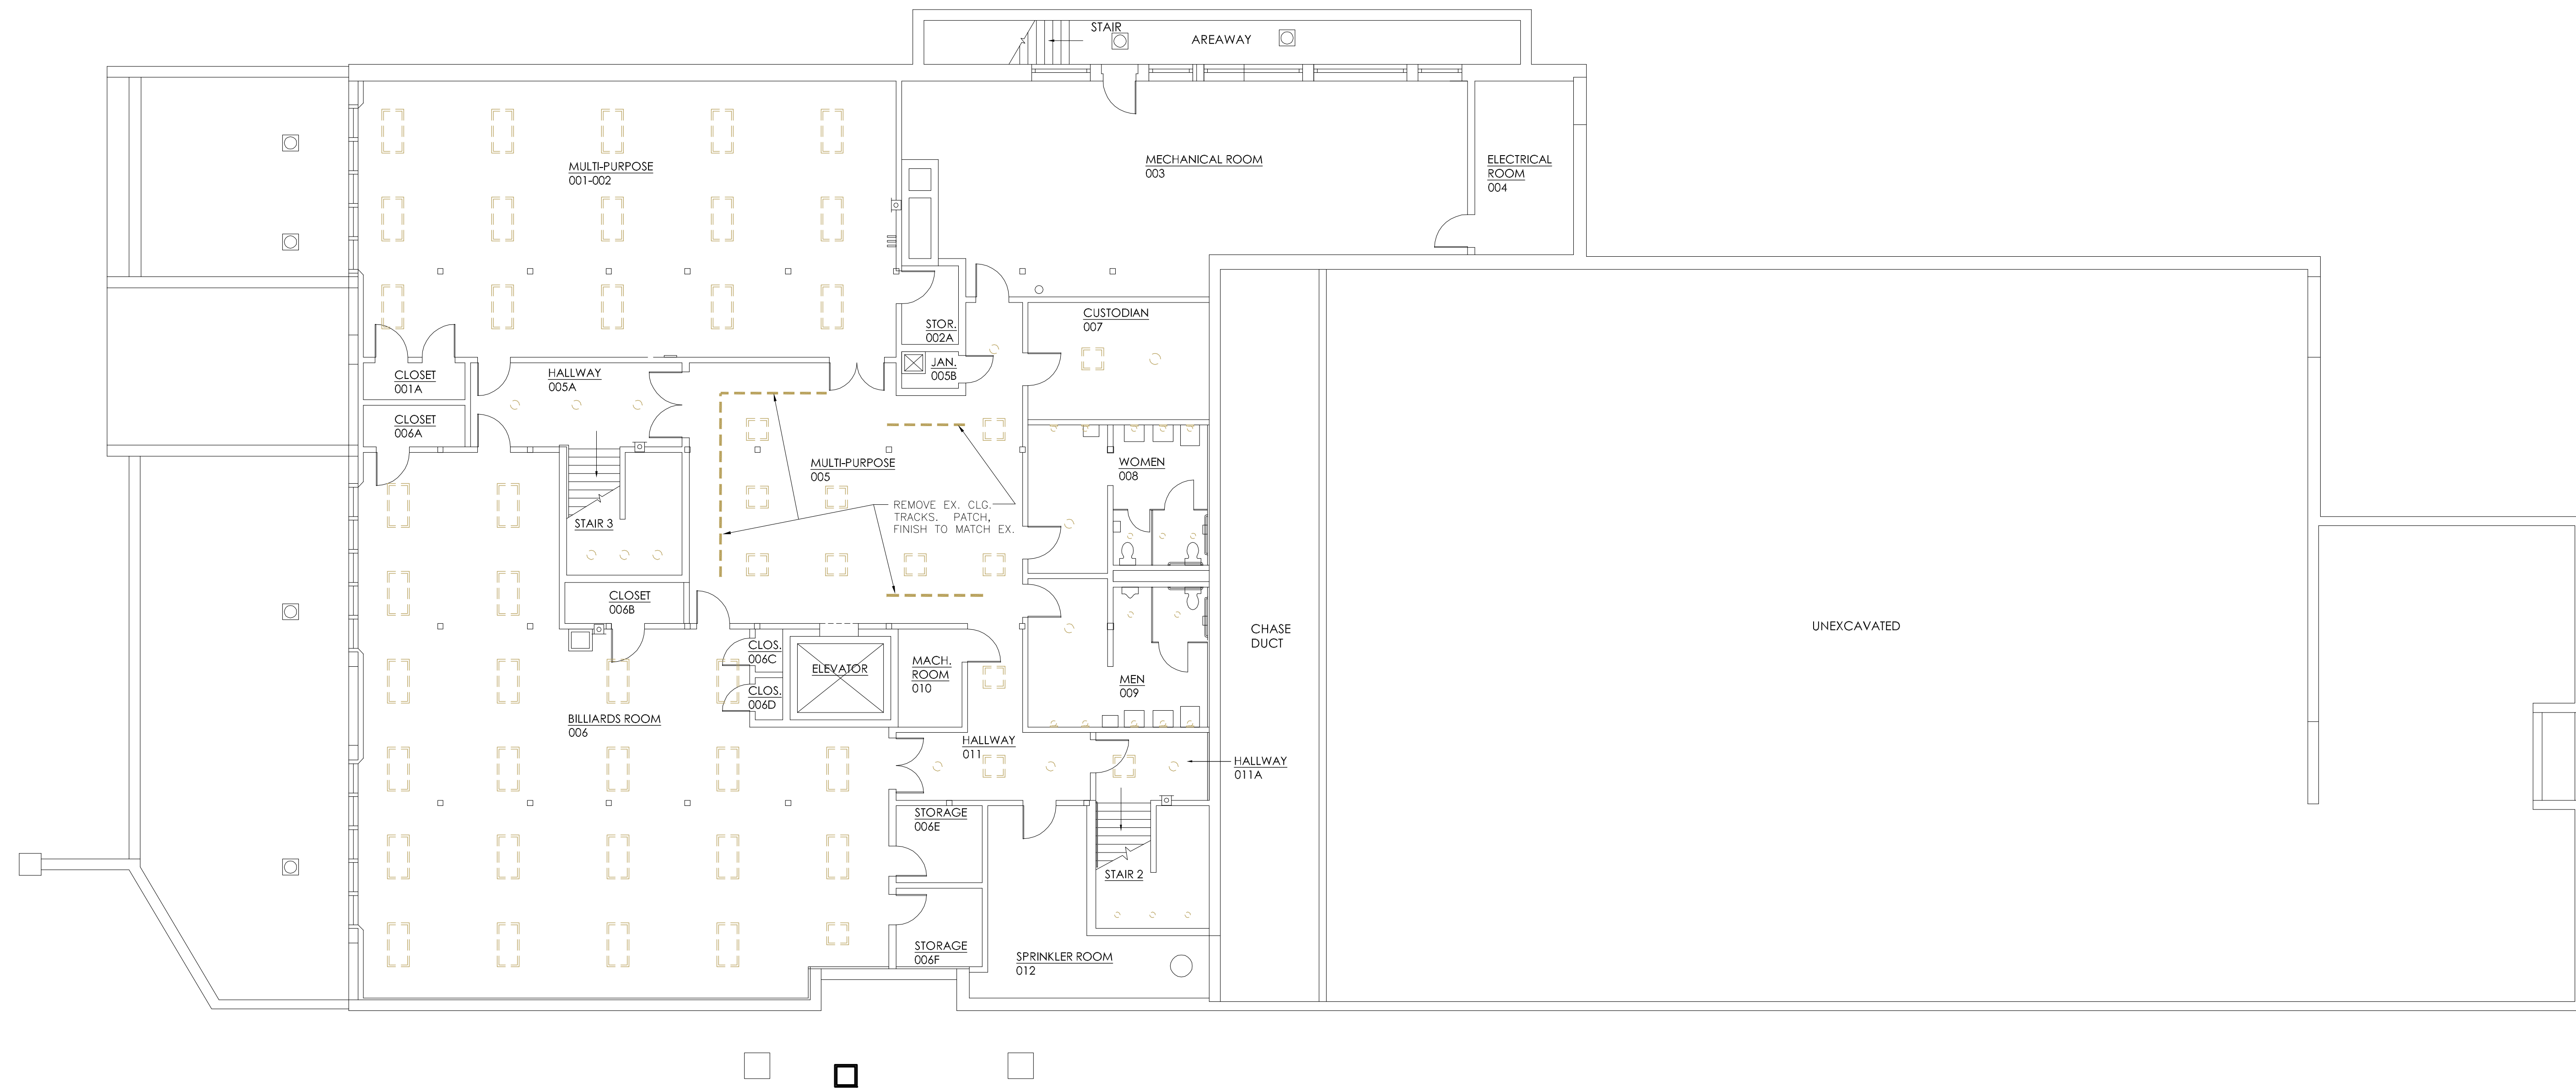 STAIR
AREAWAY
MULTI-PURPOSE
001-002
MECHANICAL ROOM
003
ELECTRICAL
ROOM
004
STOR.
002A
CUSTODIAN
007
JAN.
005B
CLOSET
001A
HALLWAY
005A
CLOSET
006A
MULTI-PURPOSE
005
WOMEN
008
REMOVE EX. CLG.
TRACKS. PATCH,
FINISH TO MATCH EX.
STAIR 3
CLOSET
006B
CLOS.
006C
ELEVATOR
MACH.
ROOM
010
CLOS.
006D
MEN
009
CHASE
DUCT
UNEXCAVATED
BILLIARDS ROOM
006
HALLWAY
011
HALLWAY
011A
STORAGE
006E
STAIR 2
STORAGE
006F
SPRINKLER ROOM
012